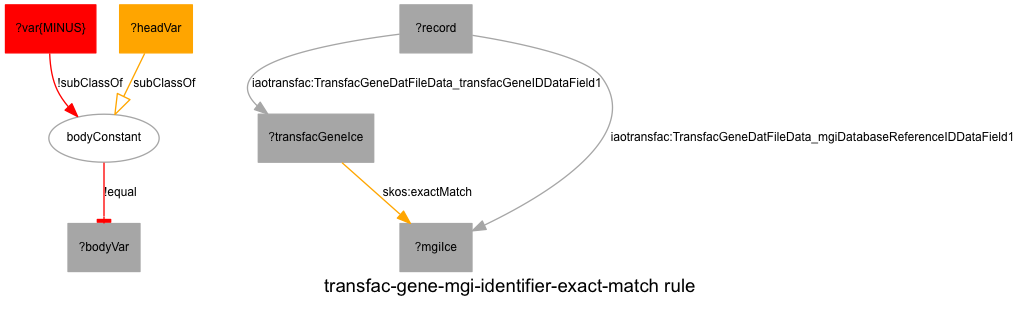 ?var{MINUS}
?headVar
?record
!subClassOf
subClassOf
iaotransfac:TransfacGeneDatFileData_transfacGeneIDDataField1
bodyConstant
?transfacGeneIce
iaotransfac:TransfacGeneDatFileData_mgiDatabaseReferenceIDDataField1
!equal
skos:exactMatch
?bodyVar
?mgiIce
transfac-gene-mgi-identifier-exact-match rule